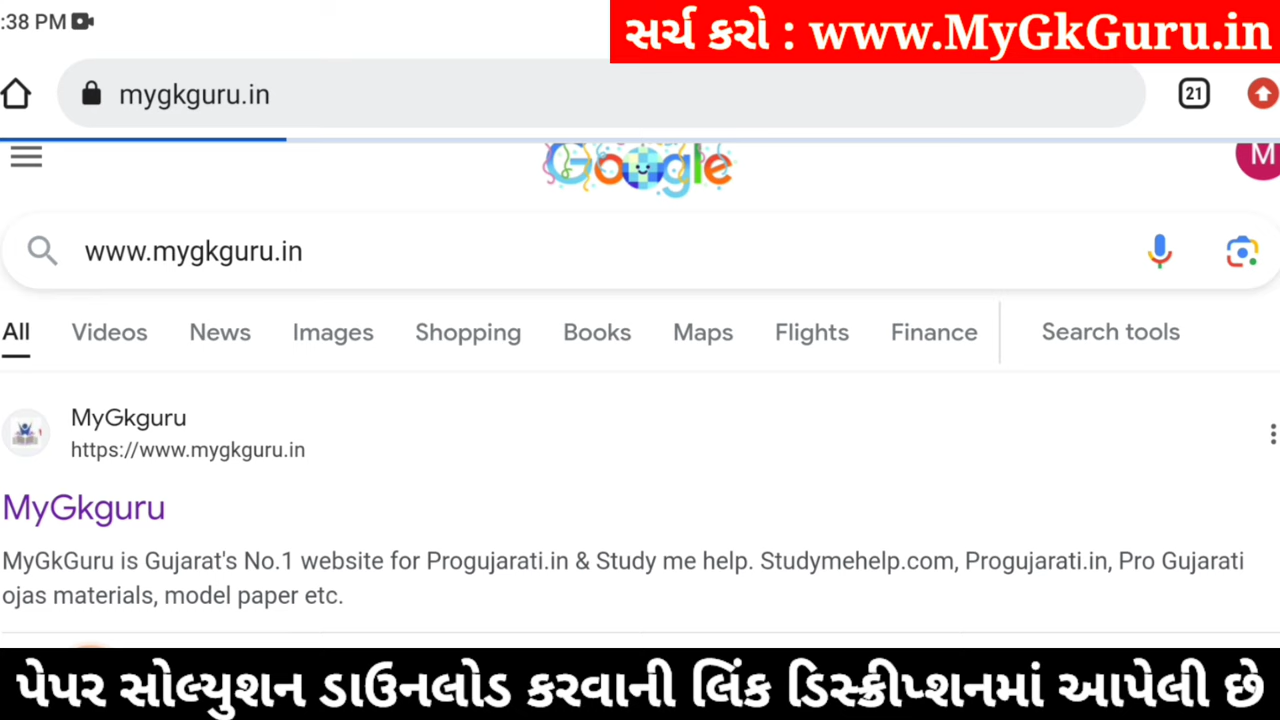 :38 PM
સર્ચ કરો : www.MyGkGuru.in
mygkguru.in
21
Google
M
www.mygkguru.in
All Videos News Images Shopping Books Maps Flights Finance Search tools
MyGkguru
https://www.mygkguru.in
MyGkguru
MyGkGuru is Gujarat's No.1 website for Progujarati.in & Study me help. Studymehelp.com, Progujarati.in, Pro Gujarati
ojas materials, model paper etc.
પેપર સોલ્યુશન ડાઉનલોડ કરવાની લિંક ડિસ્ક્રીપ્શનમાં આપેલી છે